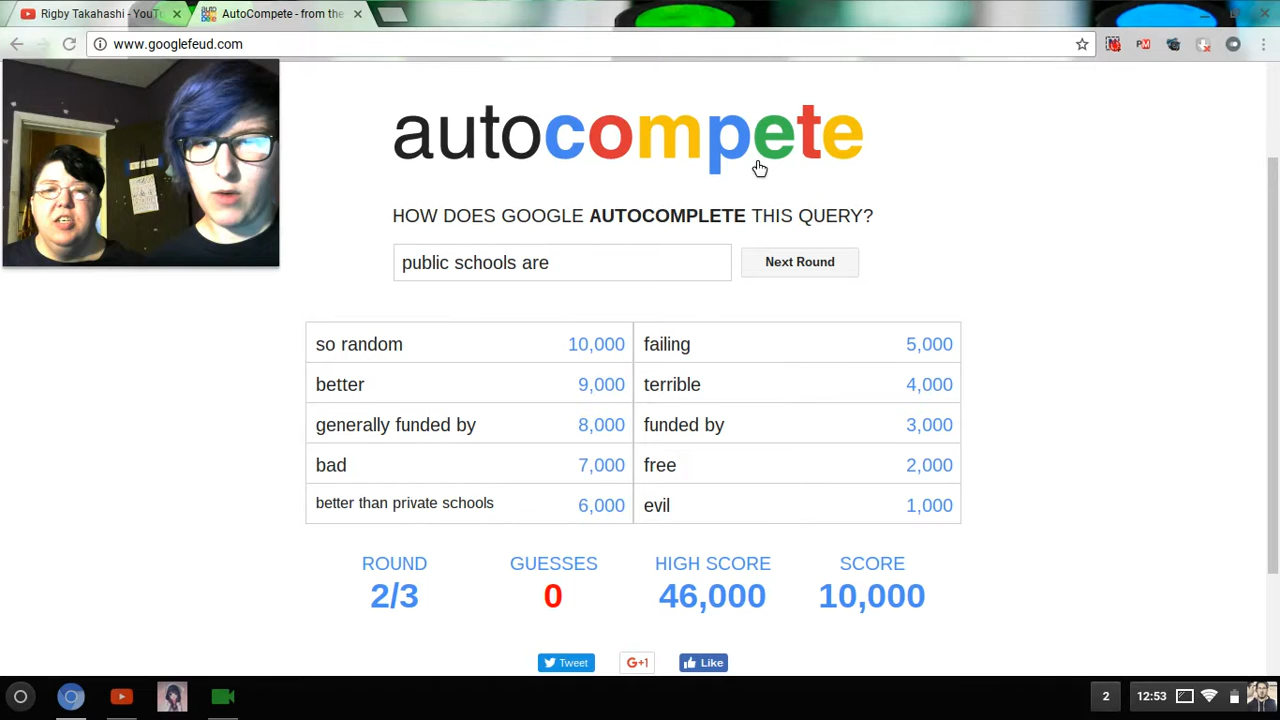 Rigby Takahashi - YouT
AutoCompete - from the
www.googlefeud.com
autocompete
HOW DOES GOOGLE AUTOCOMPLETE THIS QUERY?
public schools are
Next Round
so random 10,000 failing 5,000
better 9,000 terrible 4,000
generally funded by 8,000 funded by 3,000
bad 7,000 free 2,000
better than private schools 6,000 evil 1,000
ROUND GUESSES HIGH SCORE SCORE
2/3 0 46,000 10,000
Tweet G+1 Like
2 12:53